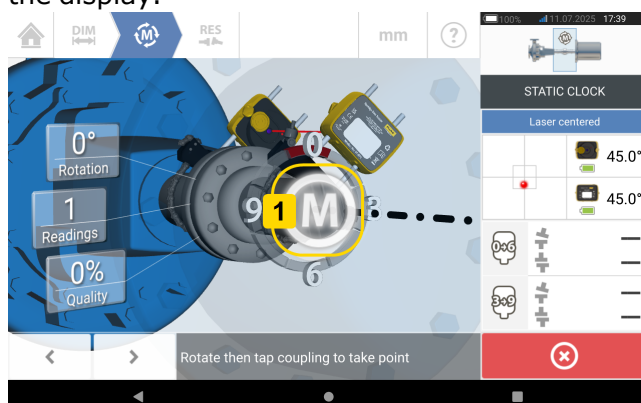 the display:
DIM
M
RES
mm
?
100%
11.07.2025 17:39
M
STATIC CLOCK
Laser centered
45.0°
45.0°
0°
Rotation
1
Readings
0%
Quality
0
9
1
M
3
6
0•6
3•9
Rotate then tap coupling to take point